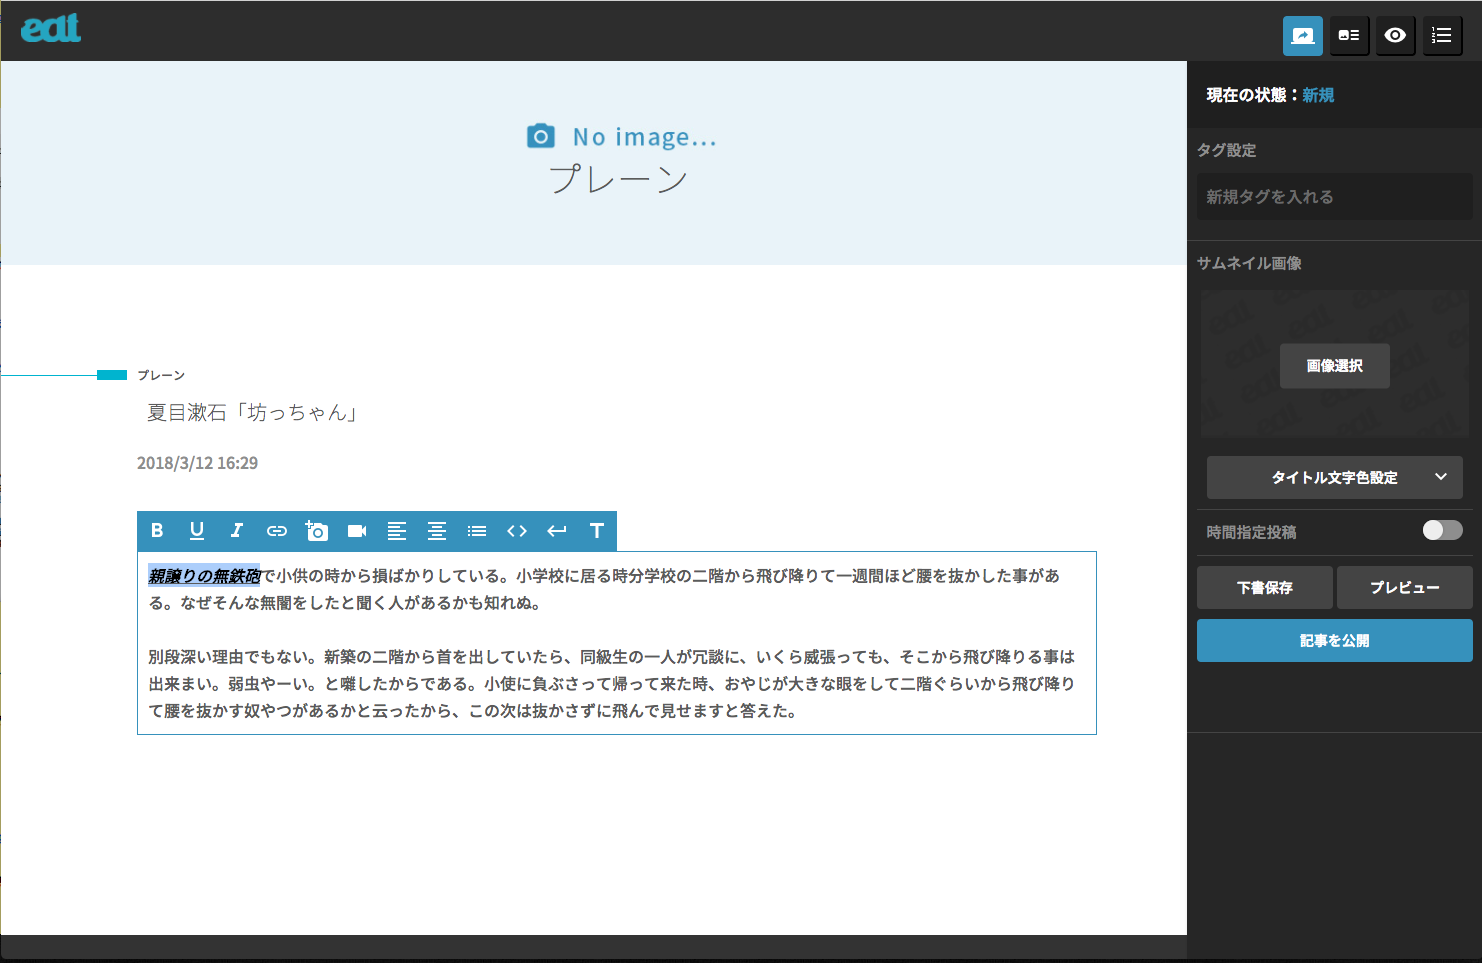 edit
現在の状態：新規
No image...
プレーン
タグ設定
新規タグを入れる
サムネイル画像
画像選択
プレーン
夏目漱石「坊っちゃん」
2018/3/12 16:29
タイトル文字色設定
時間指定投稿
B U I T
親譲りの無鉄砲で小供の時から損ばかりしている。小学校に居る時分学校の二階から飛び降りて一週間ほど腰を抜かした事があ
る。なぜそんな無闇をしたと聞く人があるかも知れぬ。
別段深い理由でもない。新築の二階から首を出していたら、同級生の一人が冗談に、いくら威張っても、そこから飛び降りる事は
出来まい。弱虫やーい。と囃したからである。小使に負ぶさって帰って来た時、おやじが大きな眼をして二階ぐらいから飛び降り
て腰を抜かす奴やつがあるかと云ったから、この次は抜かさずに飛んで見せますと答えた。
下書保存
プレビュー
記事を公開